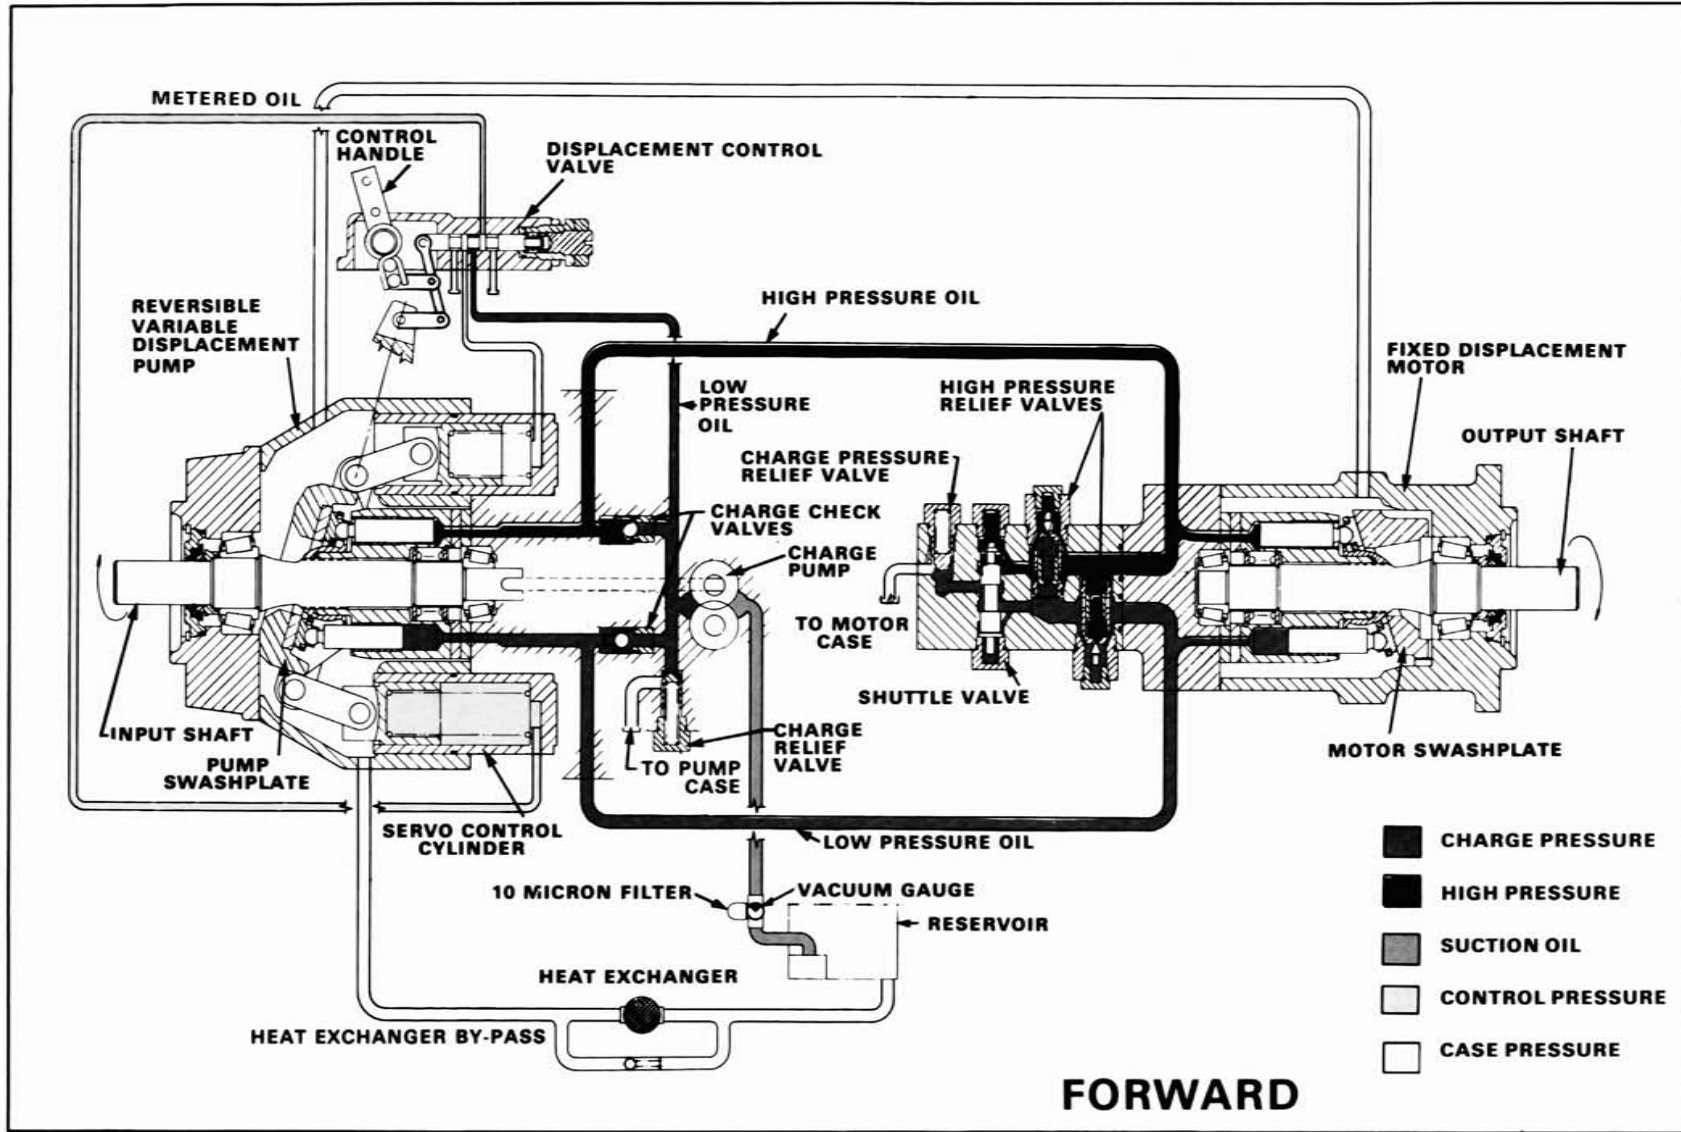 METERED OIL
CONTROL
HANDLE
DISPLACEMENT CONTROL
VALVE
REVERSIBLE
VARIABLE
DISPLACEMENT
PUMP
HIGH PRESSURE OIL
LOW
PRESSURE
OIL
HIGH PRESSURE
RELIEF VALVES
FIXED DISPLACEMENT
MOTOR
OUTPUT SHAFT
CHARGE PRESSURE
RELIEF VALVE
CHARGE CHECK
VALVES
CHARGE
PUMP
TO MOTOR
CASE
SHUTTLE VALVE
INPUT SHAFT
PUMP
SWASHPLATE
CHARGE
RELIEF
VALVE
TO PUMP
CASE
MOTOR SWASHPLATE
SERVO CONTROL
CYLINDER
LOW PRESSURE OIL
10 MICRON FILTER
VACUUM GAUGE
RESERVOIR
HEAT EXCHANGER
HEAT EXCHANGER BY-PASS
CHARGE PRESSURE
HIGH PRESSURE
SUCTION OIL
CONTROL PRESSURE
CASE PRESSURE
FORWARD